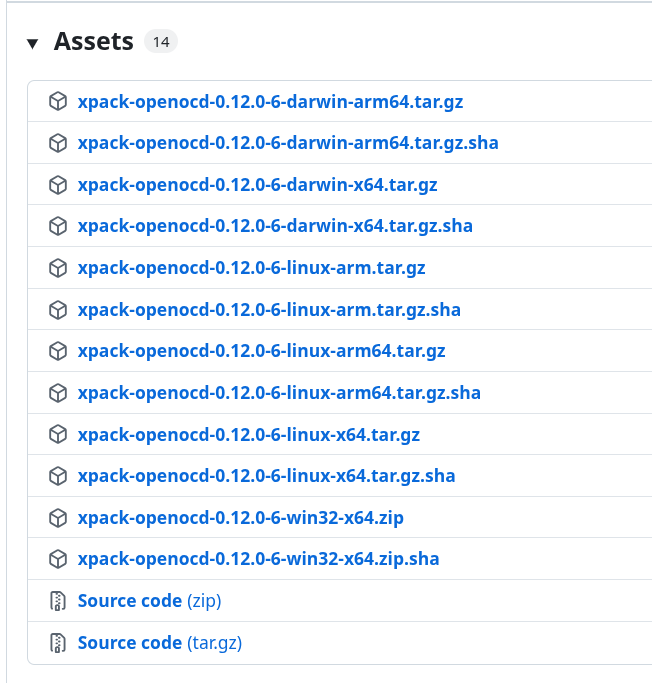 Assets 14
xpack-openocd-0.12.0-6-darwin-arm64.tar.gz
xpack-openocd-0.12.0-6-darwin-arm64.tar.gz.sha
xpack-openocd-0.12.0-6-darwin-x64.tar.gz
xpack-openocd-0.12.0-6-darwin-x64.tar.gz.sha
xpack-openocd-0.12.0-6-linux-arm.tar.gz
xpack-openocd-0.12.0-6-linux-arm.tar.gz.sha
xpack-openocd-0.12.0-6-linux-arm64.tar.gz
xpack-openocd-0.12.0-6-linux-arm64.tar.gz.sha
xpack-openocd-0.12.0-6-linux-x64.tar.gz
xpack-openocd-0.12.0-6-linux-x64.tar.gz.sha
xpack-openocd-0.12.0-6-win32-x64.zip
xpack-openocd-0.12.0-6-win32-x64.zip.sha
Source code (zip)
Source code (tar.gz)